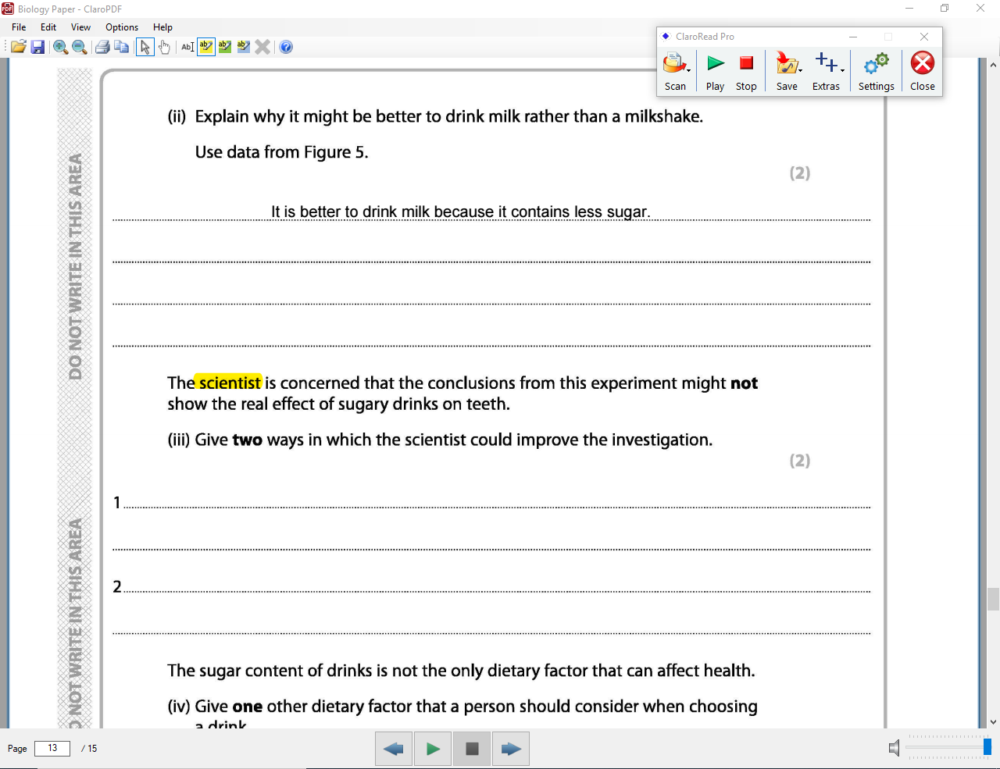 Biology Paper - ClaroPDF
File Edit View Options Help
ClaroRead Pro
Scan Play Stop Save Extras Settings Close
(ii) Explain why it might be better to drink milk rather than a milkshake.
Use data from Figure 5.
(2)
It is better to drink milk because it contains less sugar.
DO NOT WRITE IN THIS AREA
The scientist is concerned that the conclusions from this experiment might not
show the real effect of sugary drinks on teeth.
(iii) Give two ways in which the scientist could improve the investigation.
(2)
1
2
NOT WRITE IN THIS AREA
The sugar content of drinks is not the only dietary factor that can affect health.
(iv) Give one other dietary factor that a person should consider when choosing
a drink.
Page 13 / 15